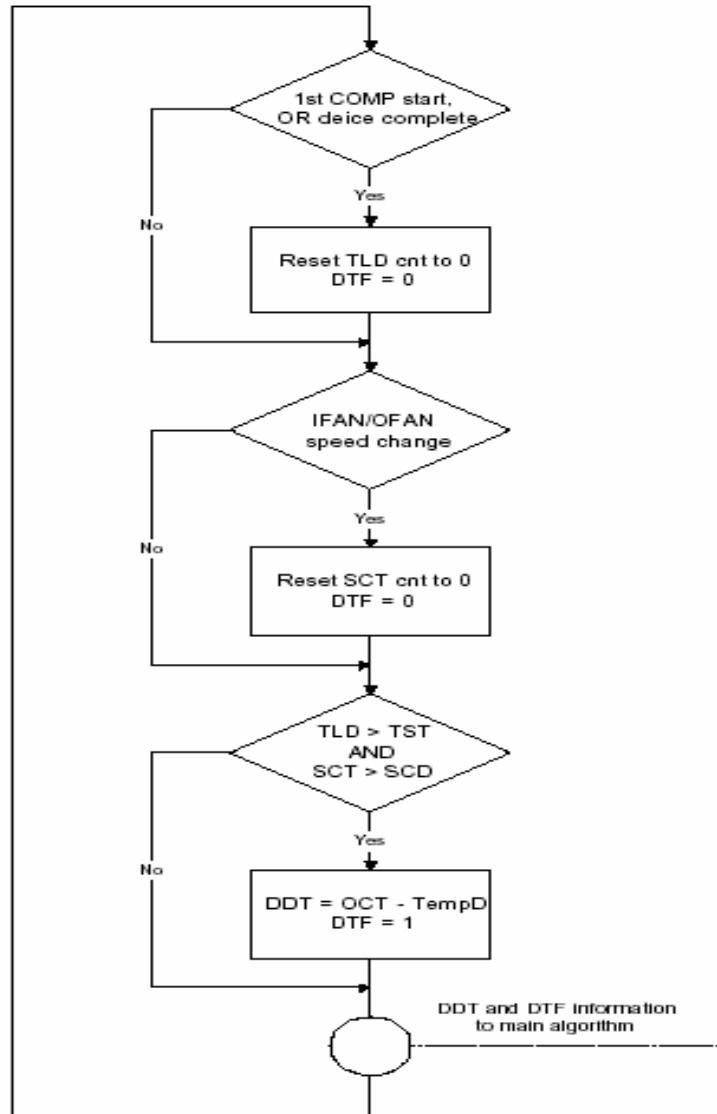 1st COMP start,
OR deice complete
Yes
No
Reset TLD cnt to 0
DTF = 0
IFAN/OFAN
speed change
Yes
No
Reset SCT cnt to 0
DTF = 0
TLD > TST
AND
SCT > SCD
Yes
No
DDT = OCT - TempD
DTF = 1
DDT and DTF information
to main algorithm